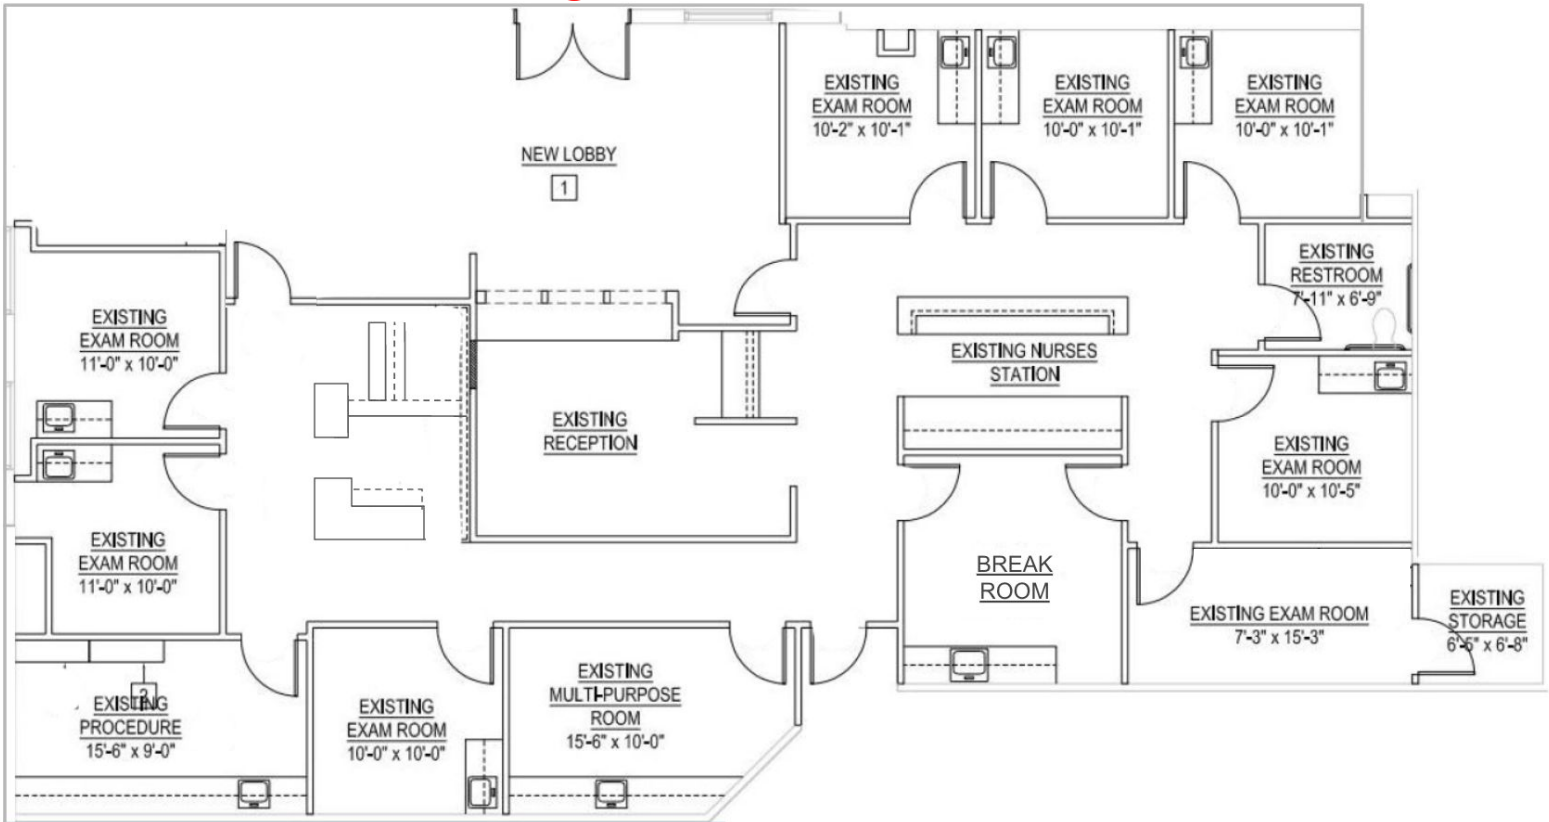 EXISTING
EXAM ROOM
10'-2" x 10'-1"
EXISTING
EXAM ROOM
10'-0" x 10'-1"
EXISTING
EXAM ROOM
10'-0" x 10'-1"
NEW LOBBY
1
EXISTING
RESTROOM
7'-11" x 6'-9"
EXISTING
EXAM ROOM
11'-0" x 10'-0"
EXISTING NURSES
STATION
EXISTING
RECEPTION
EXISTING
EXAM ROOM
10'-0" x 10'-5"
EXISTING
EXAM ROOM
11'-0" x 10'-0"
BREAK
ROOM
EXISTING EXAM ROOM
7'-3" x 15'-3"
EXISTING
STORAGE
6'-5" x 6'-8"
2
EXISTING
PROCEDURE
15'-6" x 9'-0"
EXISTING
EXAM ROOM
10'-0" x 10'-0"
EXISTING
MULTI-PURPOSE
ROOM
15'-6" x 10'-0"